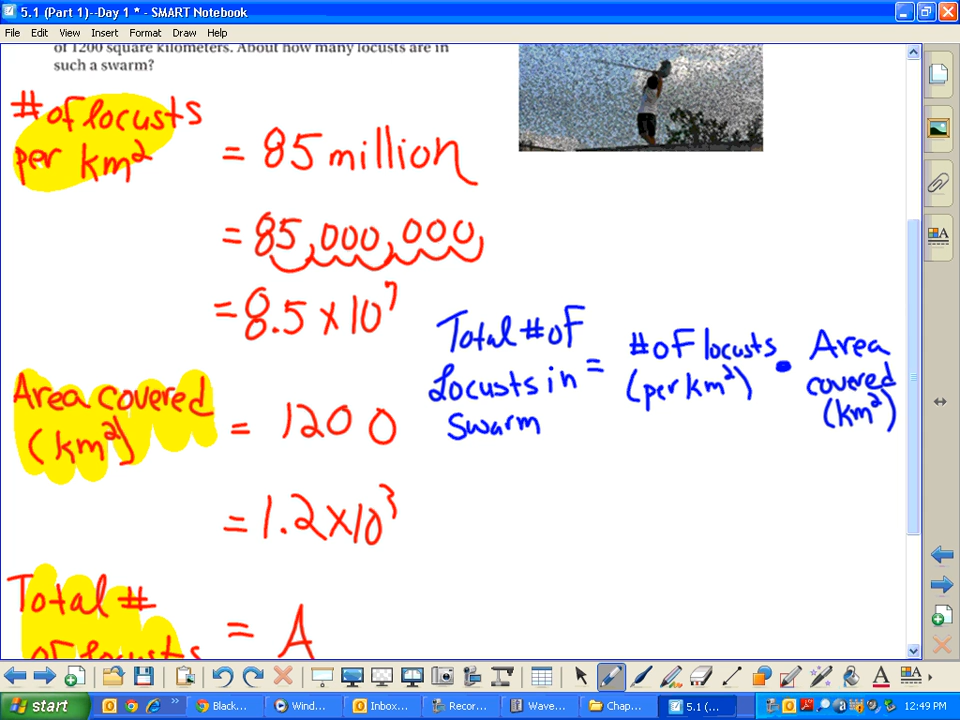 5.1 (Part 1)--Day 1 * - SMART Notebook
File Edit View Insert Format Draw Help
of 1200 square kilometers. About how many locusts are in
such a swarm?
# of locusts
per km²
= 85 million
= 85,000,000
= 8.5 x 10⁷
Total # of
Locusts in
Swarm
=
# of locusts
(per km²)
•
Area
covered
(km²)
Area covered
(km²)
= 1200
= 1.2 x 10³
Total #
of locusts
= A
start
Black...
Wind...
Inbox...
Recor...
Wave...
Chap...
5.1 (...
12:49 PM